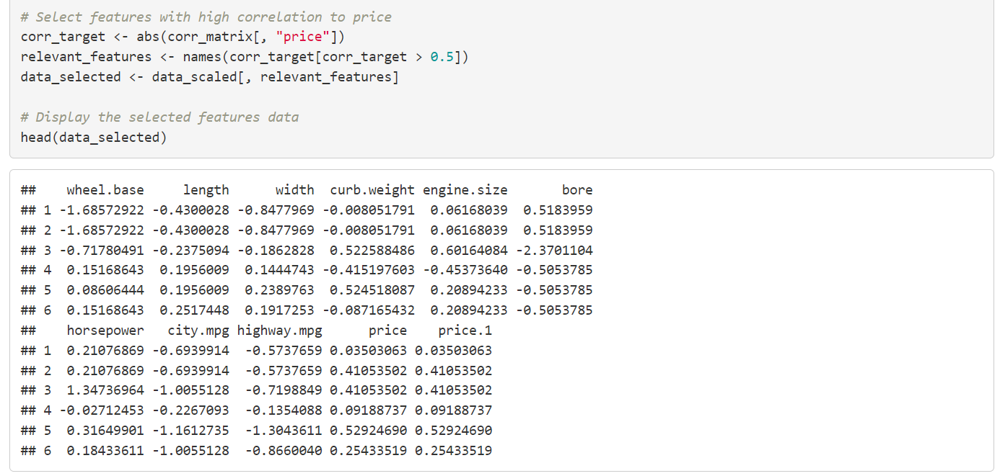 # Select features with high correlation to price
corr_target <- abs(corr_matrix[, "price"])
relevant_features <- names(corr_target[corr_target > 0.5])
data_selected <- data_scaled[, relevant_features]
# Display the selected features data
head(data_selected)
##    wheel.base     length      width  curb.weight engine.size       bore
## 1 -1.68572922 -0.4300028 -0.8477969 -0.008051791  0.06168039  0.5183959
## 2 -1.68572922 -0.4300028 -0.8477969 -0.008051791  0.06168039  0.5183959
## 3 -0.71780491 -0.2375094 -0.1862828  0.522588486  0.60164084 -2.3701104
## 4  0.15168643  0.1956009  0.1444743 -0.415197603 -0.45373640 -0.5053785
## 5  0.08606444  0.1956009  0.2389763  0.524518087  0.20894233 -0.5053785
## 6  0.15168643  0.2517448  0.1917253 -0.087165432  0.20894233 -0.5053785
##    horsepower   city.mpg highway.mpg      price    price.1
## 1  0.21076869 -0.6939914  -0.5737659 0.03503063 0.03503063
## 2  0.21076869 -0.6939914  -0.5737659 0.41053502 0.41053502
## 3  1.34736964 -1.0055128  -0.7198849 0.41053502 0.41053502
## 4 -0.02712453 -0.2267093  -0.1354088 0.09188737 0.09188737
## 5  0.31649901 -1.1612735  -1.3043611 0.52924690 0.52924690
## 6  0.18433611 -1.0055128  -0.8660040 0.25433519 0.25433519